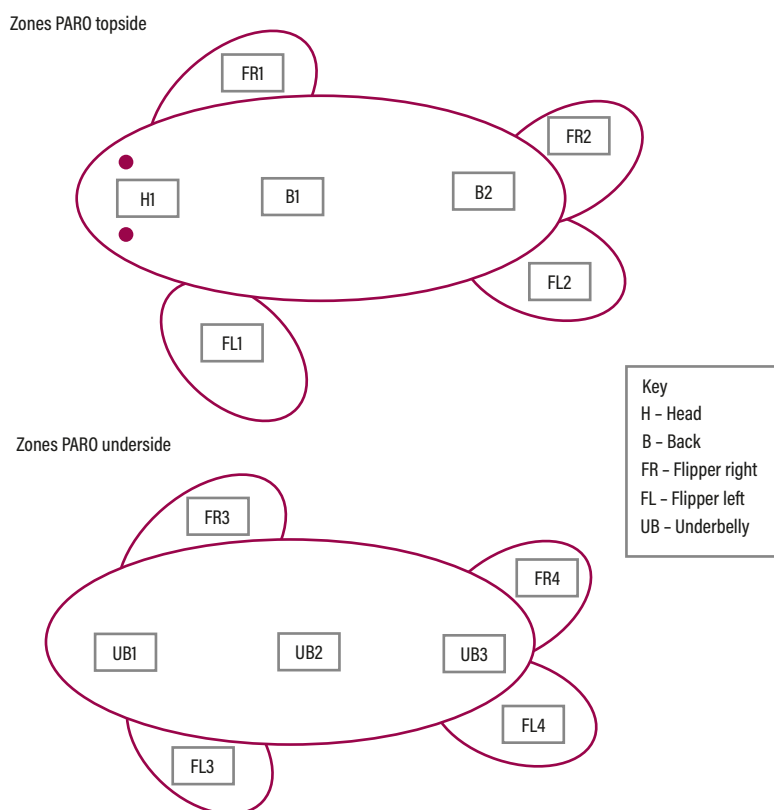 Zones PARO topside
FR1
FR2
H1
B1
B2
FL2
FL1
Key
H – Head
B – Back
FR – Flipper right
FL – Flipper left
UB – Underbelly
Zones PARO underside
FR3
FR4
UB1
UB2
UB3
FL4
FL3